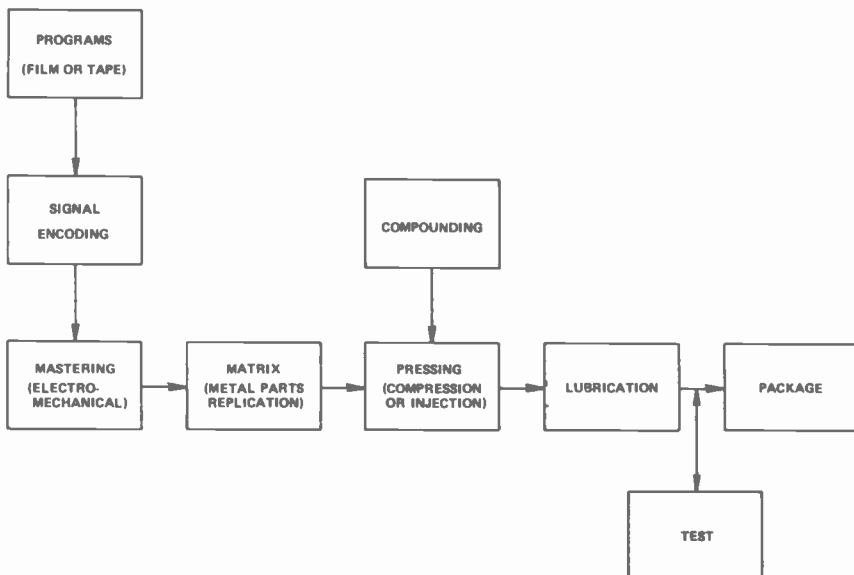 PROGRAMS
(FILM OR TAPE)
SIGNAL
ENCODING
COMPOUNDING
MASTERING
(ELECTRO-
MECHANICAL)
MATRIX
(METAL PARTS
REPLICATION)
PRESSING
(COMPRESSION
OR INJECTION)
LUBRICATION
PACKAGE
TEST